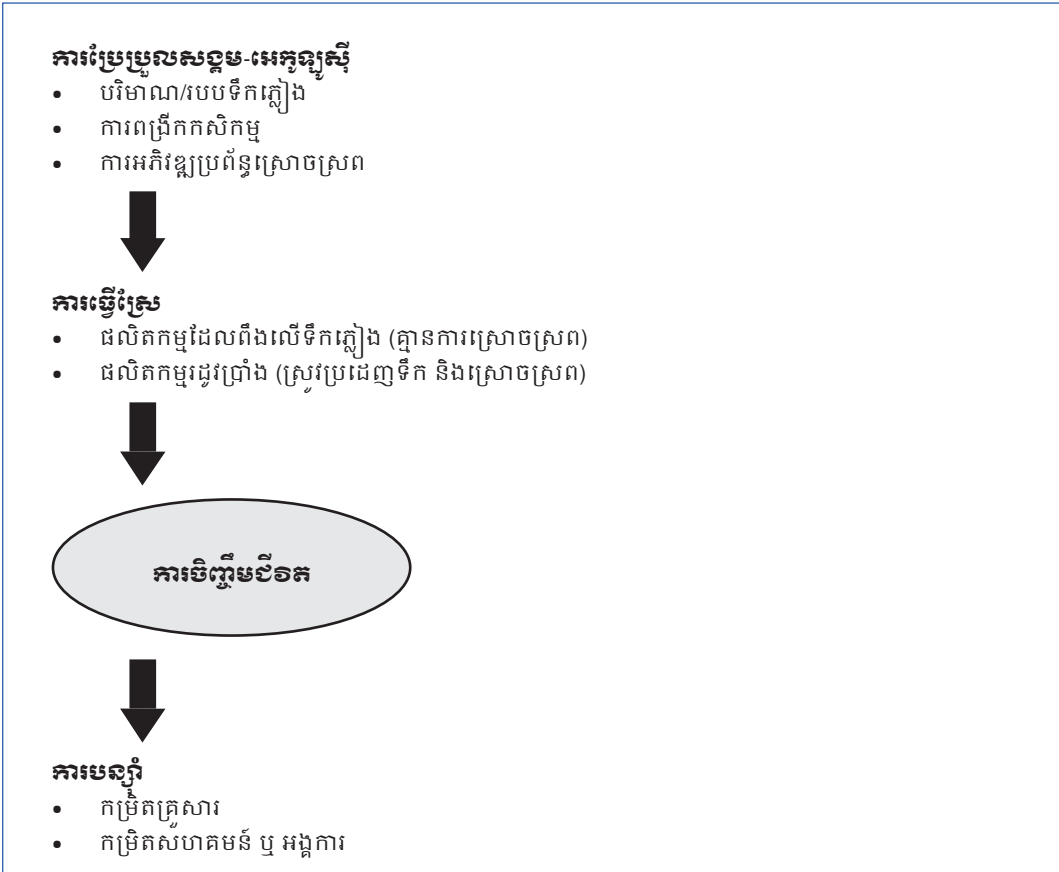 ការប្រែប្រួលសង្គម-អេកូឡូស៊ី
• បរិមាណ/របបទឹកភ្លៀង
• ការពង្រីកកសិកម្ម
• ការអភិវឌ្ឍប្រព័ន្ធស្រោចស្រព
ការធ្វើស្រែ
• ផលិតកម្មដែលពឹងលើទឹកភ្លៀង (គ្មានការស្រោចស្រព)
• ផលិតកម្មរដូវប្រាំង (ស្រូវប្រដេញទឹក និងស្រោចស្រព)
ការចិញ្ចឹមជីវិត
ការបន្ស៊ាំ
• កម្រិតគ្រួសារ
• កម្រិតសហគមន៍ ឬ អង្គការ